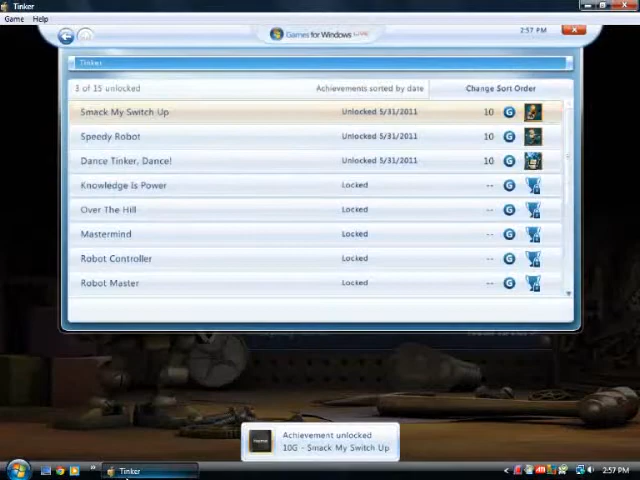 Tinker
Game Help
Games for Windows LIVE
2:57 PM
Tinker
3 of 15 unlocked Achievements sorted by date Change Sort Order
Smack My Switch Up Unlocked 5/31/2011 10 G
Speedy Robot Unlocked 5/31/2011 10 G
Dance Tinker, Dance! Unlocked 5/31/2011 10 G
Knowledge Is Power Locked -- G
Over The Hill Locked -- G
Mastermind Locked -- G
Robot Controller Locked -- G
Robot Master Locked -- G
Achievement unlocked
10G - Smack My Switch Up
Tinker
2:57 PM